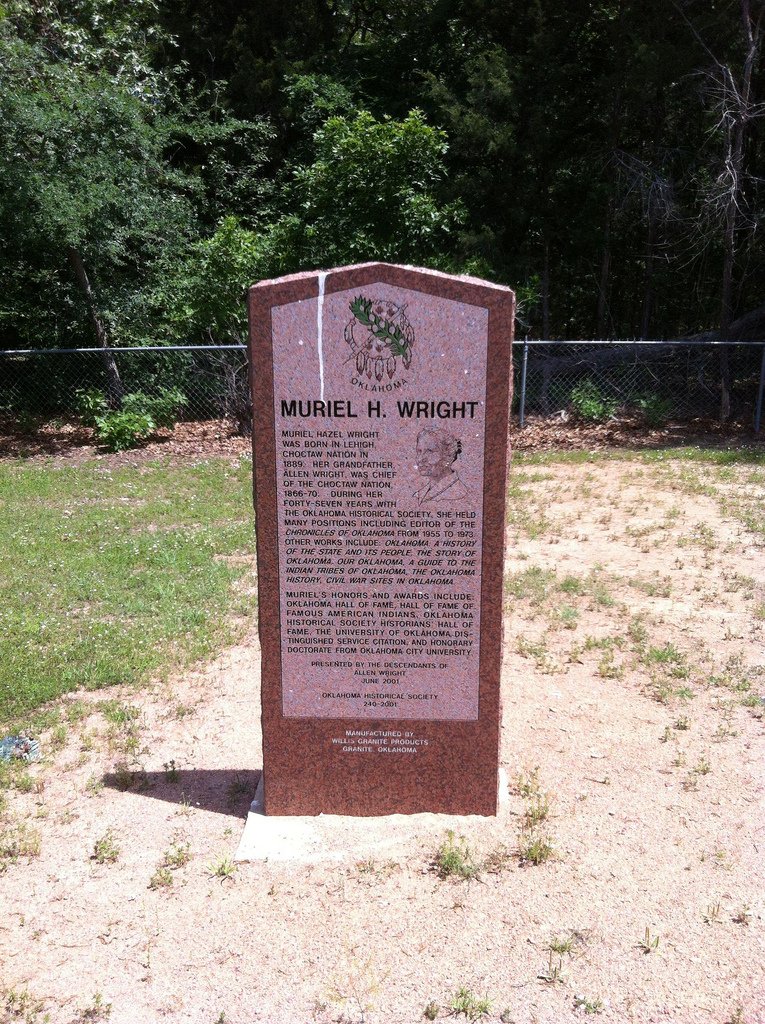 OKLAHOMA
MURIEL H. WRIGHT
MURIEL HAZEL WRIGHT
WAS BORN IN LEHIGH,
CHOCTAW NATION IN
1889. HER GRANDFATHER,
ALLEN WRIGHT, WAS CHIEF
OF THE CHOCTAW NATION,
1866-70. DURING HER
FORTY-SEVEN YEARS WITH
THE OKLAHOMA HISTORICAL SOCIETY, SHE HELD
MANY POSITIONS INCLUDING EDITOR OF THE
CHRONICLES OF OKLAHOMA FROM 1955 TO 1973.
OTHER WORKS INCLUDE: OKLAHOMA: A HISTORY
OF THE STATE AND ITS PEOPLE, THE STORY OF
OKLAHOMA, OUR OKLAHOMA, A GUIDE TO THE
INDIAN TRIBES OF OKLAHOMA, THE OKLAHOMA
HISTORY, CIVIL WAR SITES IN OKLAHOMA.
MURIEL'S HONORS AND AWARDS INCLUDE:
OKLAHOMA HALL OF FAME, HALL OF FAME OF
FAMOUS AMERICAN INDIANS, OKLAHOMA
HISTORICAL SOCIETY HISTORIANS' HALL OF
FAME, THE UNIVERSITY OF OKLAHOMA DIS-
TINGUISHED SERVICE CITATION, AND HONORARY
DOCTORATE FROM OKLAHOMA CITY UNIVERSITY.
PRESENTED BY THE DESCENDANTS OF
ALLEN WRIGHT
JUNE 2001
OKLAHOMA HISTORICAL SOCIETY
240-2001
MANUFACTURED BY
WILLIS GRANITE PRODUCTS
GRANITE, OKLAHOMA